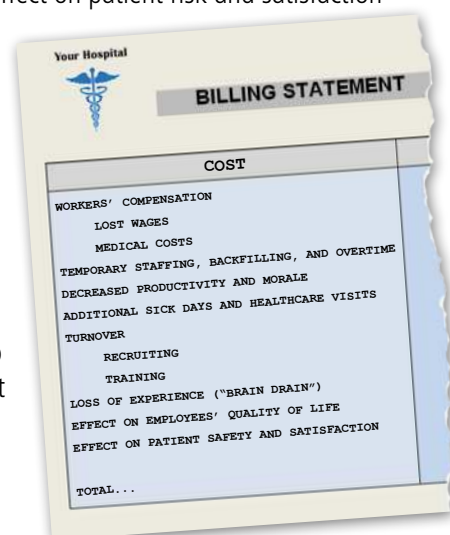 patient risk and satisfaction
Your Hospital
BILLING STATEMENT
COST
WORKERS' COMPENSATION
LOST WAGES
MEDICAL COSTS
TEMPORARY STAFFING, BACKFILLING, AND OVERTIME
DECREASED PRODUCTIVITY AND MORALE
ADDITIONAL SICK DAYS AND HEALTHCARE VISITS
TURNOVER
RECRUITING
TRAINING
LOSS OF EXPERIENCE ("BRAIN DRAIN")
EFFECT ON EMPLOYEES' QUALITY OF LIFE
EFFECT ON PATIENT SAFETY AND SATISFACTION
TOTAL...